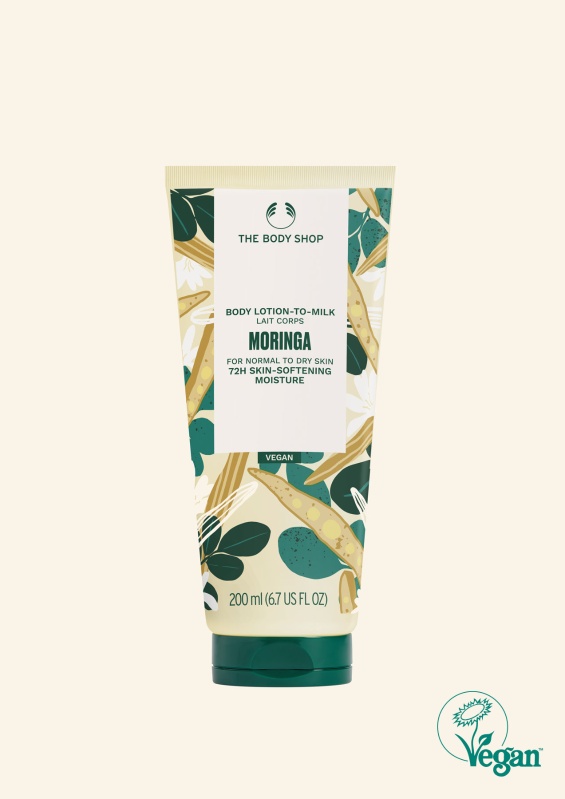 THE BODY SHOP
BODY LOTION-TO-MILK
LAIT CORPS
MORINGA
FOR NORMAL TO DRY SKIN
72H SKIN-SOFTENING
MOISTURE
VEGAN
200 ml (6.7 US FL OZ)
Vegan™